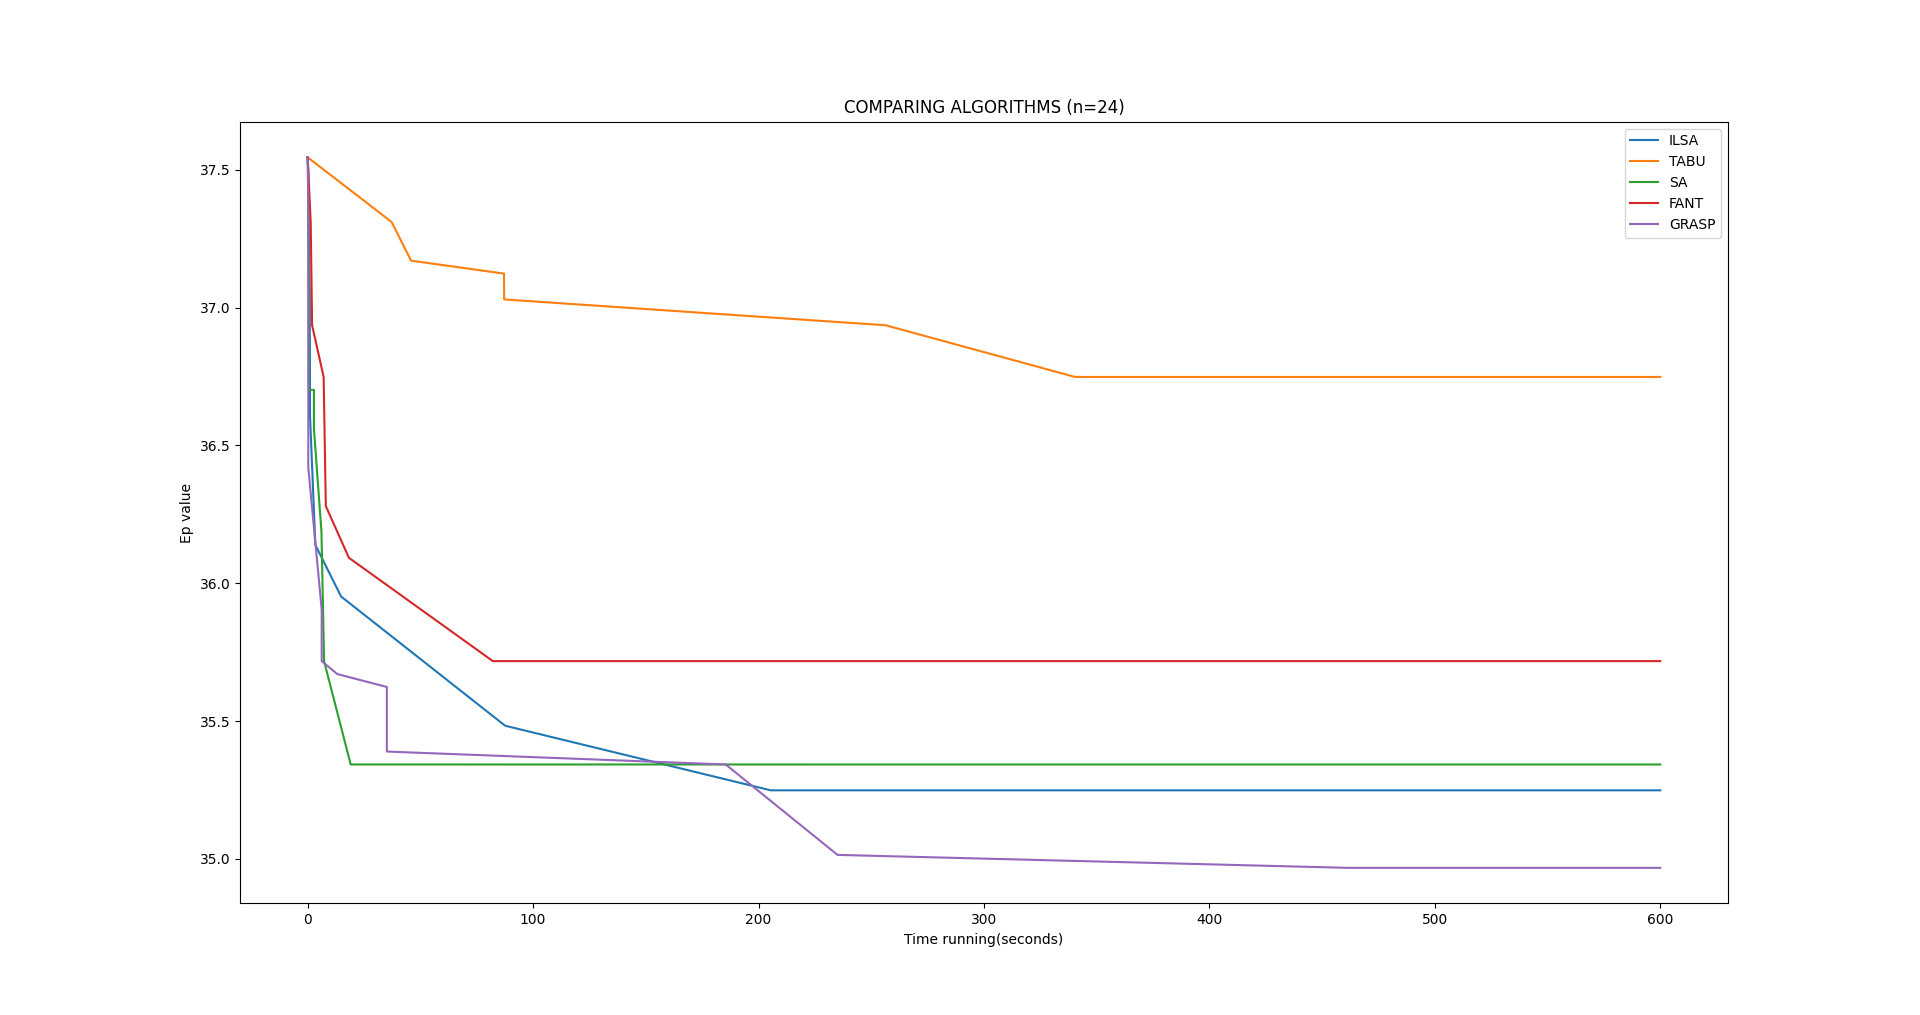 COMPARING ALGORITHMS (n=24)
ILSA
TABU
SA
FANT
GRASP
37.5
37.0
36.5
36.0
35.5
35.0
Ep value
0 100 200 300 400 500 600
Time running(seconds)